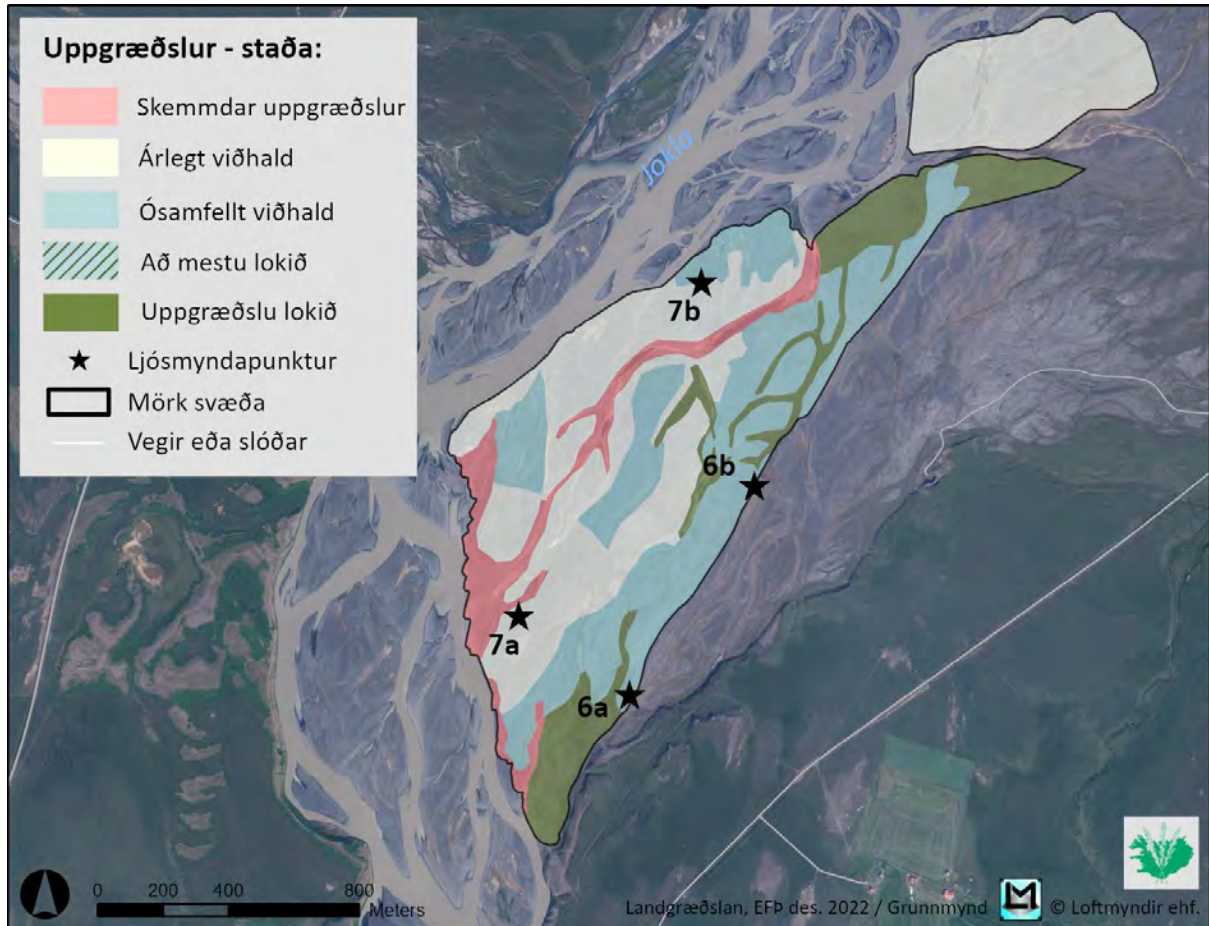 Uppgræðslur - staða:
Skemmdar uppgræðslur
Árlegt viðhald
Ósamfellt viðhald
Að mestu lokið
Uppgræðslu lokið
Ljósmyndapunktur
Mörk svæða
Vegir eða slóðar
Jökla
7b
6b
7a
6a
0 200 400 800
Meters
Landgræðslan, EFÞ des. 2022 / Grunnmynd © Loftmyndir ehf.